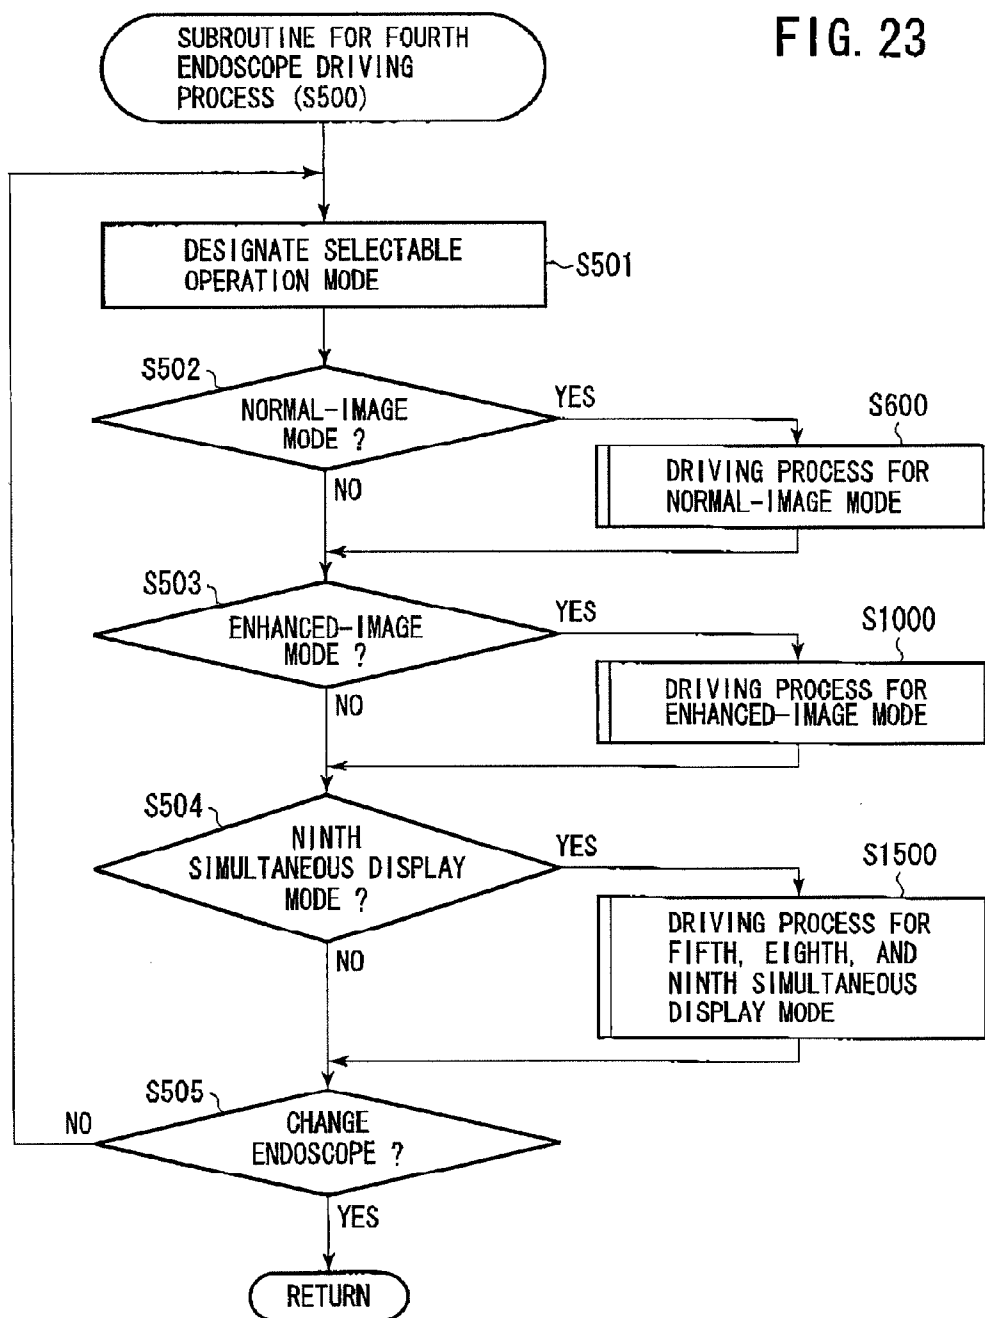 FIG. 23
SUBROUTINE FOR FOURTH
ENDOSCOPE DRIVING
PROCESS (S500)
DESIGNATE SELECTABLE
OPERATION MODE
S501
S502
NORMAL-IMAGE
MODE ?
YES
NO
S600
DRIVING PROCESS FOR
NORMAL-IMAGE MODE
S503
ENHANCED-IMAGE
MODE ?
YES
NO
S1000
DRIVING PROCESS FOR
ENHANCED-IMAGE MODE
S504
NINTH
SIMULTANEOUS DISPLAY
MODE ?
YES
NO
S1500
DRIVING PROCESS FOR
FIFTH, EIGHTH, AND
NINTH SIMULTANEOUS
DISPLAY MODE
S505
CHANGE
ENDOSCOPE ?
NO
YES
RETURN